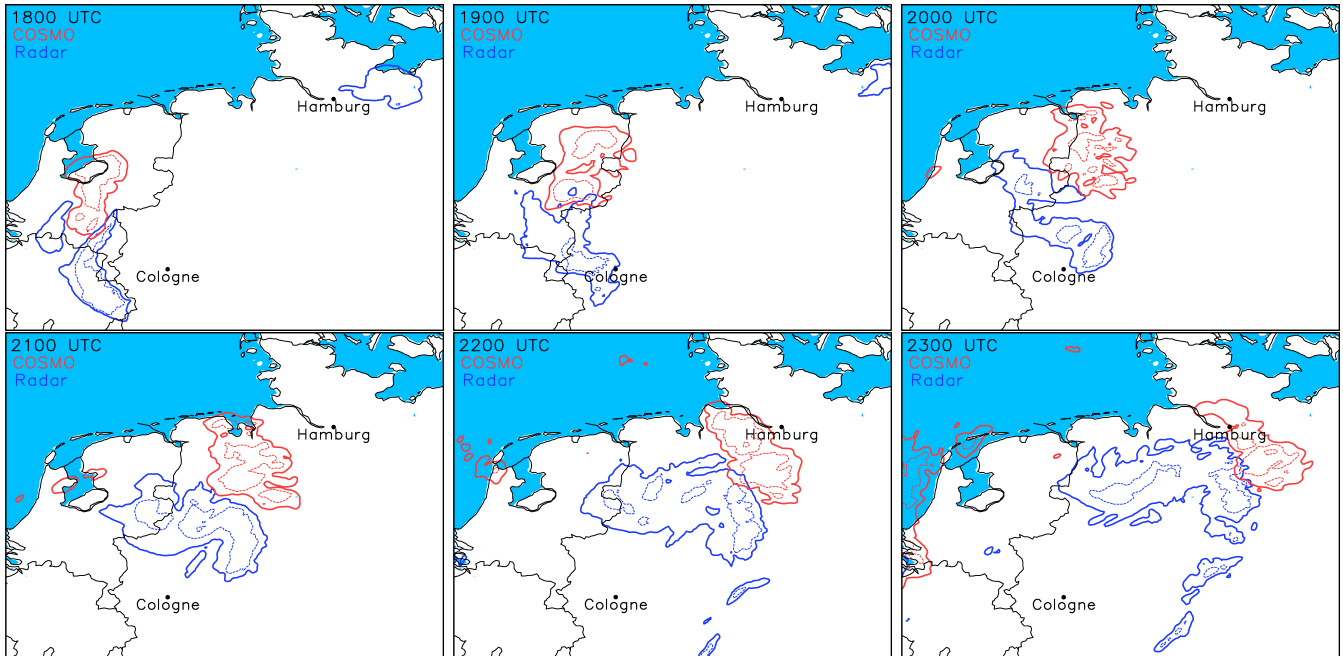 1800 UTC
COSMO
Radar
Hamburg
Cologne
1900 UTC
COSMO
Radar
Hamburg
Cologne
2000 UTC
COSMO
Radar
Hamburg
Cologne
2100 UTC
COSMO
Radar
Hamburg
Cologne
2200 UTC
COSMO
Radar
Hamburg
Cologne
2300 UTC
COSMO
Radar
Hamburg
Cologne